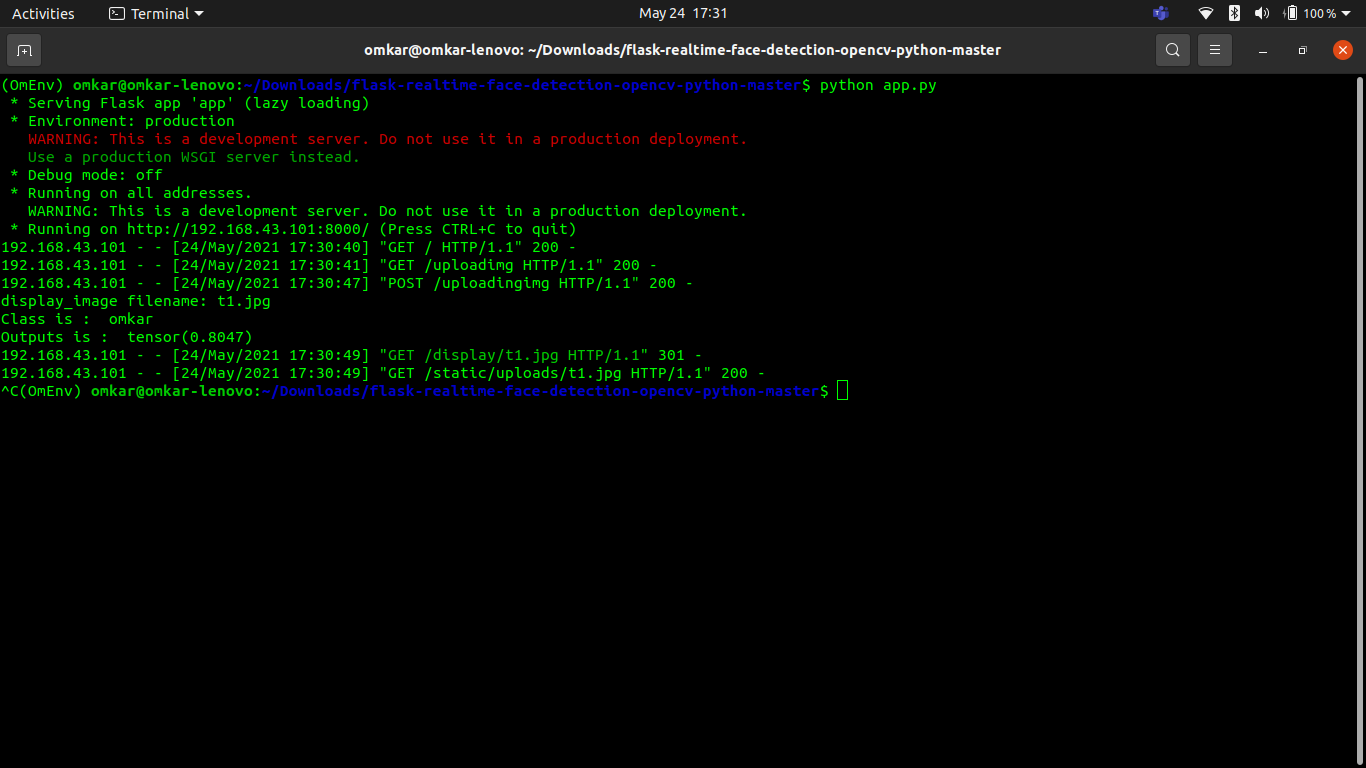 Activities Terminal May 24 17:31 100 %
omkar@omkar-lenovo: ~/Downloads/flask-realtime-face-detection-opencv-python-master
(OmEnv) omkar@omkar-lenovo:~/Downloads/flask-realtime-face-detection-opencv-python-master$ python app.py
 * Serving Flask app 'app' (lazy loading)
 * Environment: production
   WARNING: This is a development server. Do not use it in a production deployment.
   Use a production WSGI server instead.
 * Debug mode: off
 * Running on all addresses.
   WARNING: This is a development server. Do not use it in a production deployment.
 * Running on http://192.168.43.101:8000/ (Press CTRL+C to quit)
192.168.43.101 - - [24/May/2021 17:30:40] "GET / HTTP/1.1" 200 -
192.168.43.101 - - [24/May/2021 17:30:41] "GET /uploadimg HTTP/1.1" 200 -
192.168.43.101 - - [24/May/2021 17:30:47] "POST /uploadingimg HTTP/1.1" 200 -
display_image filename: t1.jpg
Class is :  omkar
Outputs is :  tensor(0.8047)
192.168.43.101 - - [24/May/2021 17:30:49] "GET /display/t1.jpg HTTP/1.1" 301 -
192.168.43.101 - - [24/May/2021 17:30:49] "GET /static/uploads/t1.jpg HTTP/1.1" 200 -
^C(OmEnv) omkar@omkar-lenovo:~/Downloads/flask-realtime-face-detection-opencv-python-master$